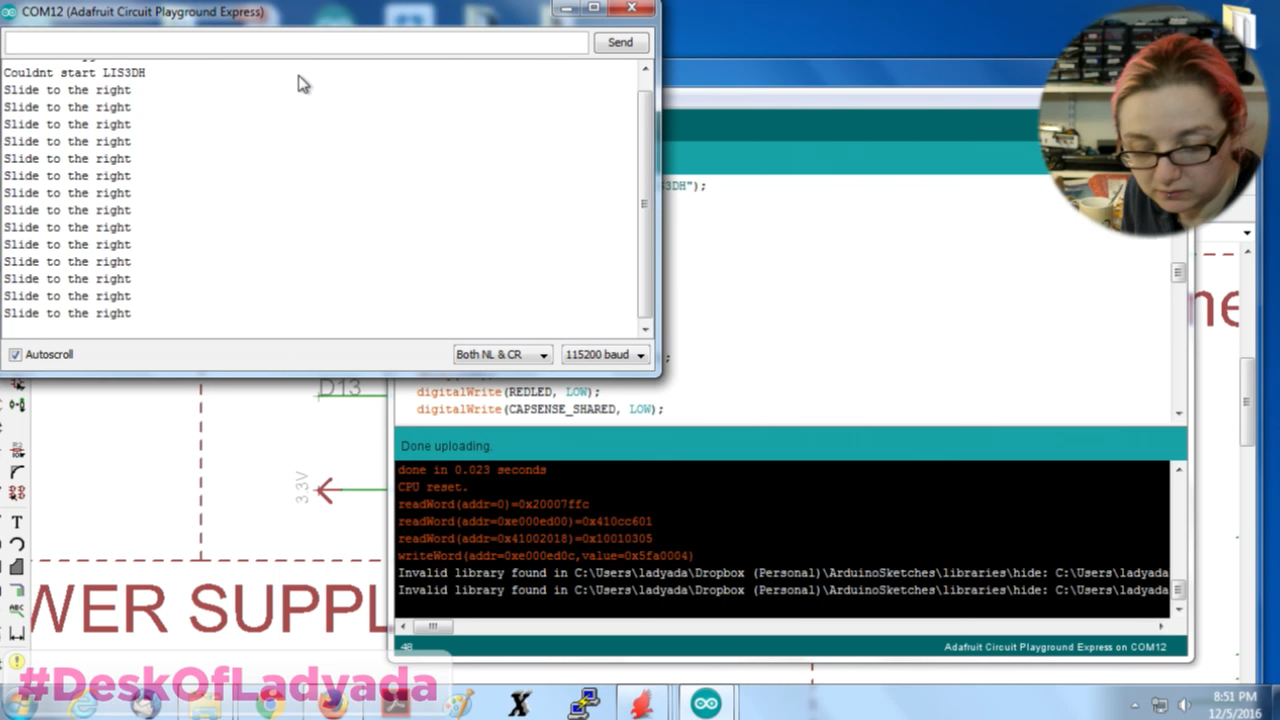 COM12 (Adafruit Circuit Playground Express)
Send
Couldnt start LIS3DH
Slide to the right
Slide to the right
Slide to the right
Slide to the right
Slide to the right
Slide to the right
Slide to the right
Slide to the right
Slide to the right
Slide to the right
Slide to the right
Slide to the right
Slide to the right
Slide to the right
Autoscroll
Both NL & CR
115200 baud
3DH");
;
D13
digitalWrite(REDLED, LOW);
digitalWrite(CAPSENSE_SHARED, LOW);
Done uploading.
done in 0.023 seconds
CPU reset.
readWord(addr=0)=0x20007ffc
readWord(addr=0xe000ed00)=0x410cc601
readWord(addr=0x41002018)=0x10010305
writeWord(addr=0xe000ed0c,value=0x5fa0004)
Invalid library found in C:\Users\ladyada\Dropbox (Personal)\ArduinoSketches\libraries\hide: C:\Users\ladyada
Invalid library found in C:\Users\ladyada\Dropbox (Personal)\ArduinoSketches\libraries\hide: C:\Users\ladyada
48
Adafruit Circuit Playground Express on COM12
3.3V
WER SUPPL
ne
#DeskOfLadyada
8:51 PM
12/5/2016